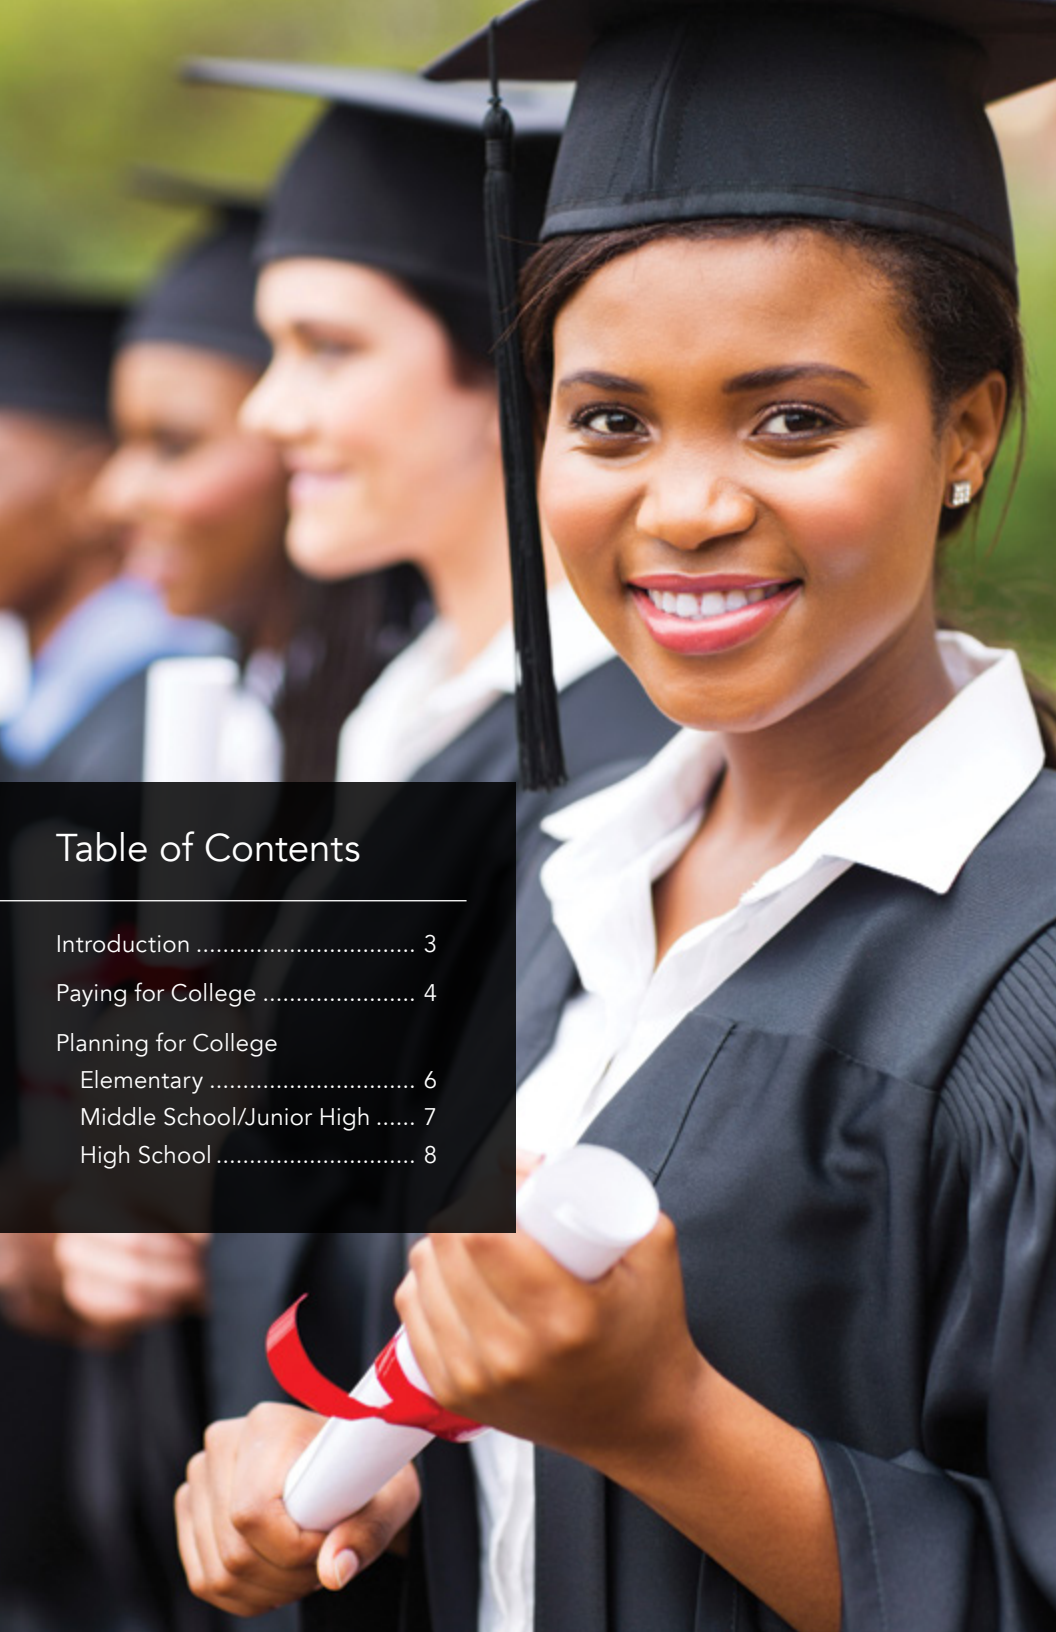 Table of Contents
Introduction ................................. 3
Paying for College ....................... 4
Planning for College
Elementary ............................... 6
Middle School/Junior High ...... 7
High School .............................. 8